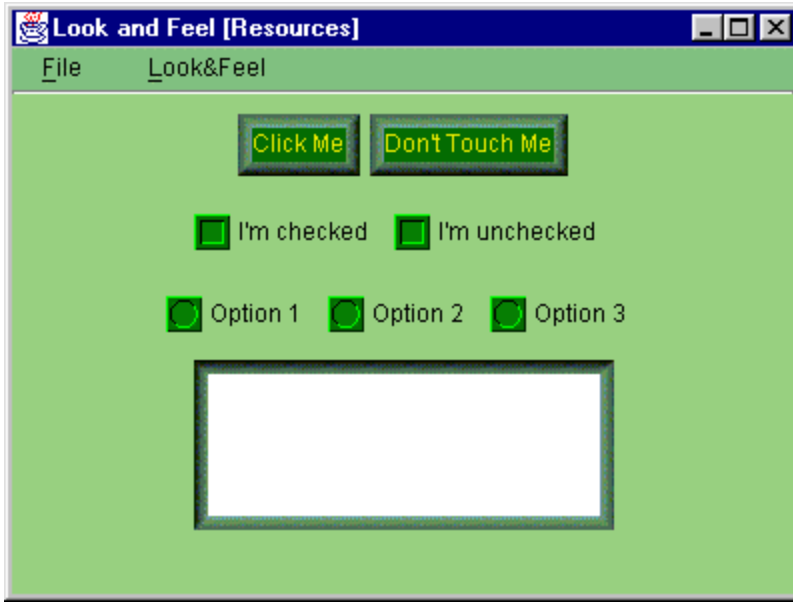 Look and Feel [Resources]
File Look&Feel
Click Me Don't Touch Me
I'm checked I'm unchecked
Option 1 Option 2 Option 3